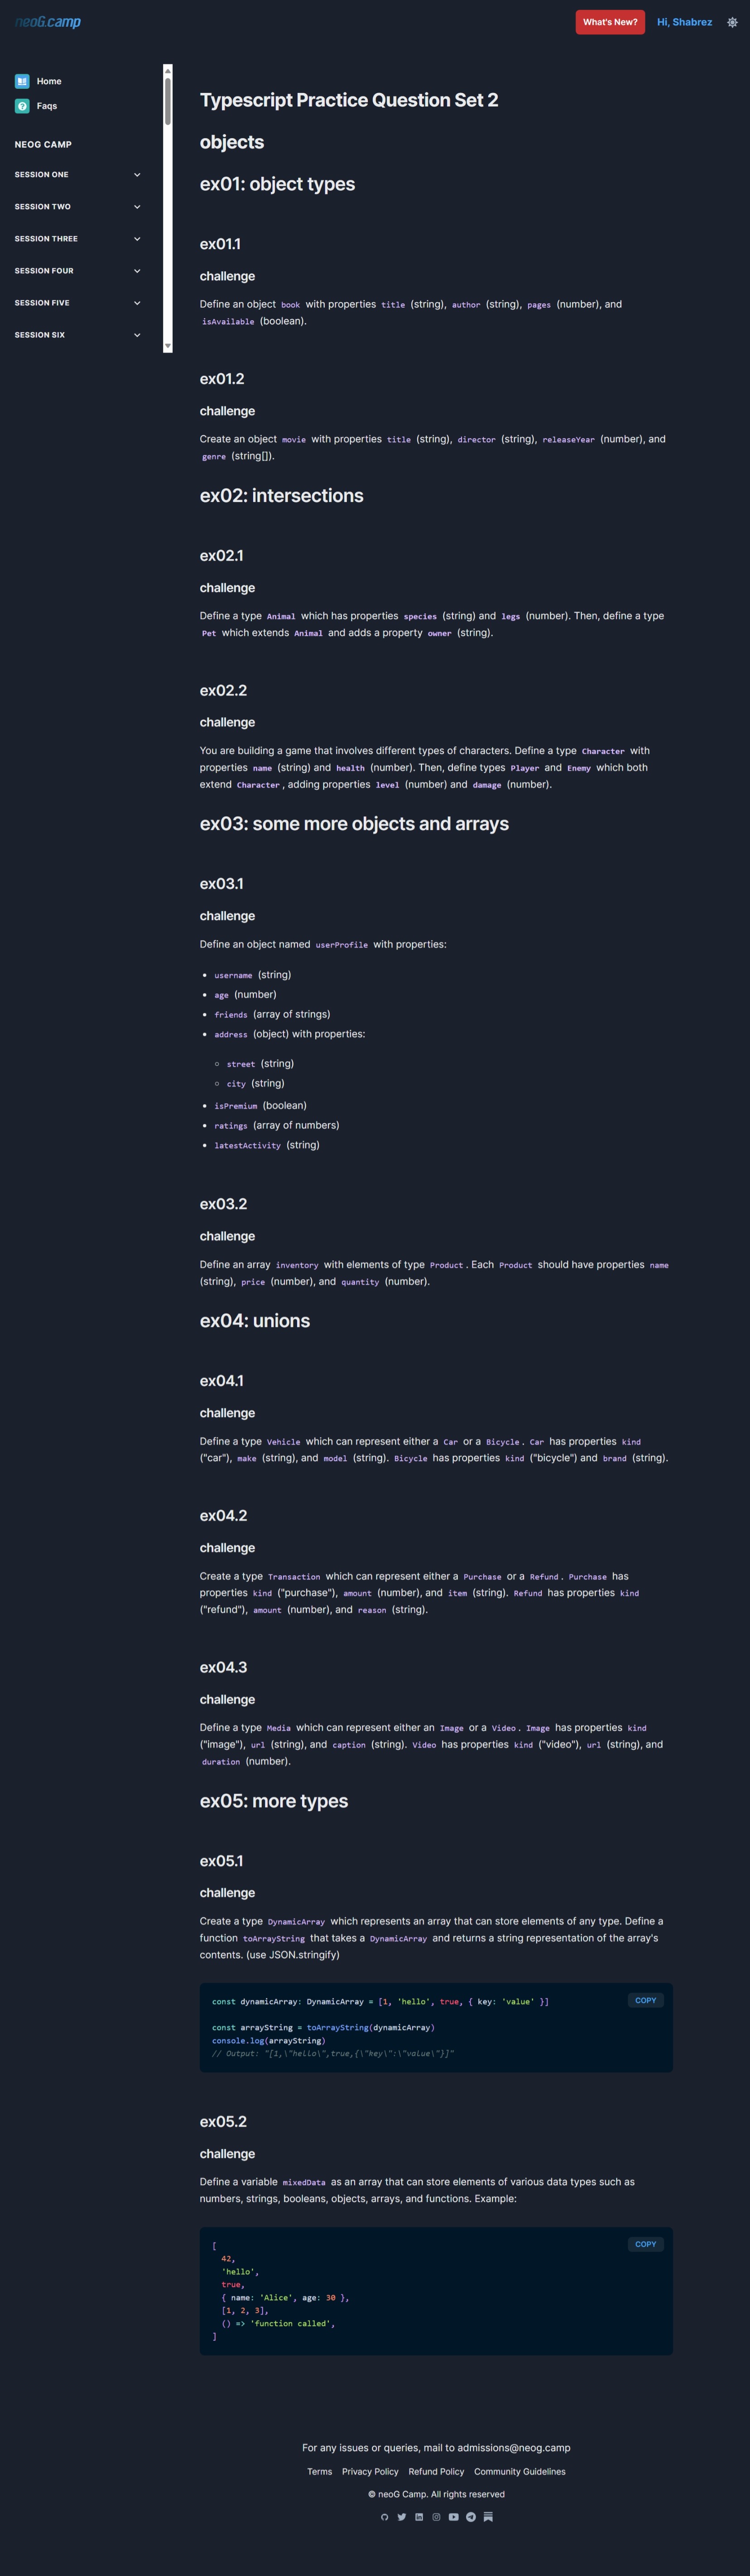 neoG.camp
What's New?
Hi, Shabrez
Home
Faqs
NEOG CAMP
SESSION ONE
SESSION TWO
SESSION THREE
SESSION FOUR
SESSION FIVE
SESSION SIX
Typescript Practice Question Set 2
objects
ex01: object types
ex01.1
challenge
Define an object book with properties title (string), author (string), pages (number), and
isAvailable (boolean).
ex01.2
challenge
Create an object movie with properties title (string), director (string), releaseYear (number), and
genre (string[]).
ex02: intersections
ex02.1
challenge
Define a type Animal which has properties species (string) and legs (number). Then, define a type
Pet which extends Animal and adds a property owner (string).
ex02.2
challenge
You are building a game that involves different types of characters. Define a type Character with
properties name (string) and health (number). Then, define types Player and Enemy which both
extend Character, adding properties level (number) and damage (number).
ex03: some more objects and arrays
ex03.1
challenge
Define an object named userProfile with properties:
• username (string)
• age (number)
• friends (array of strings)
• address (object) with properties:
◦ street (string)
◦ city (string)
• isPremium (boolean)
• ratings (array of numbers)
• latestActivity (string)
ex03.2
challenge
Define an array inventory with elements of type Product. Each Product should have properties name
(string), price (number), and quantity (number).
ex04: unions
ex04.1
challenge
Define a type Vehicle which can represent either a Car or a Bicycle. Car has properties kind
("car"), make (string), and model (string). Bicycle has properties kind ("bicycle") and brand (string).
ex04.2
challenge
Create a type Transaction which can represent either a Purchase or a Refund. Purchase has
properties kind ("purchase"), amount (number), and item (string). Refund has properties kind
("refund"), amount (number), and reason (string).
ex04.3
challenge
Define a type Media which can represent either an Image or a Video. Image has properties kind
("image"), url (string), and caption (string). Video has properties kind ("video"), url (string), and
duration (number).
ex05: more types
ex05.1
challenge
Create a type DynamicArray which represents an array that can store elements of any type. Define a
function toArrayString that takes a DynamicArray and returns a string representation of the array's
contents. (use JSON.stringify)
COPY
const dynamicArray: DynamicArray = [1, 'hello', true, { key: 'value' }]
const arrayString = toArrayString(dynamicArray)
console.log(arrayString)
// Output: "[1,\"hello\",true,{\"key\":\"value\"}]"
ex05.2
challenge
Define a variable mixedData as an array that can store elements of various data types such as
numbers, strings, booleans, objects, arrays, and functions. Example:
COPY
[
42,
'hello',
true,
{ name: 'Alice', age: 30 },
[1, 2, 3],
() => 'function called',
]
For any issues or queries, mail to admissions@neog.camp
Terms Privacy Policy Refund Policy Community Guidelines
© neoG Camp. All rights reserved